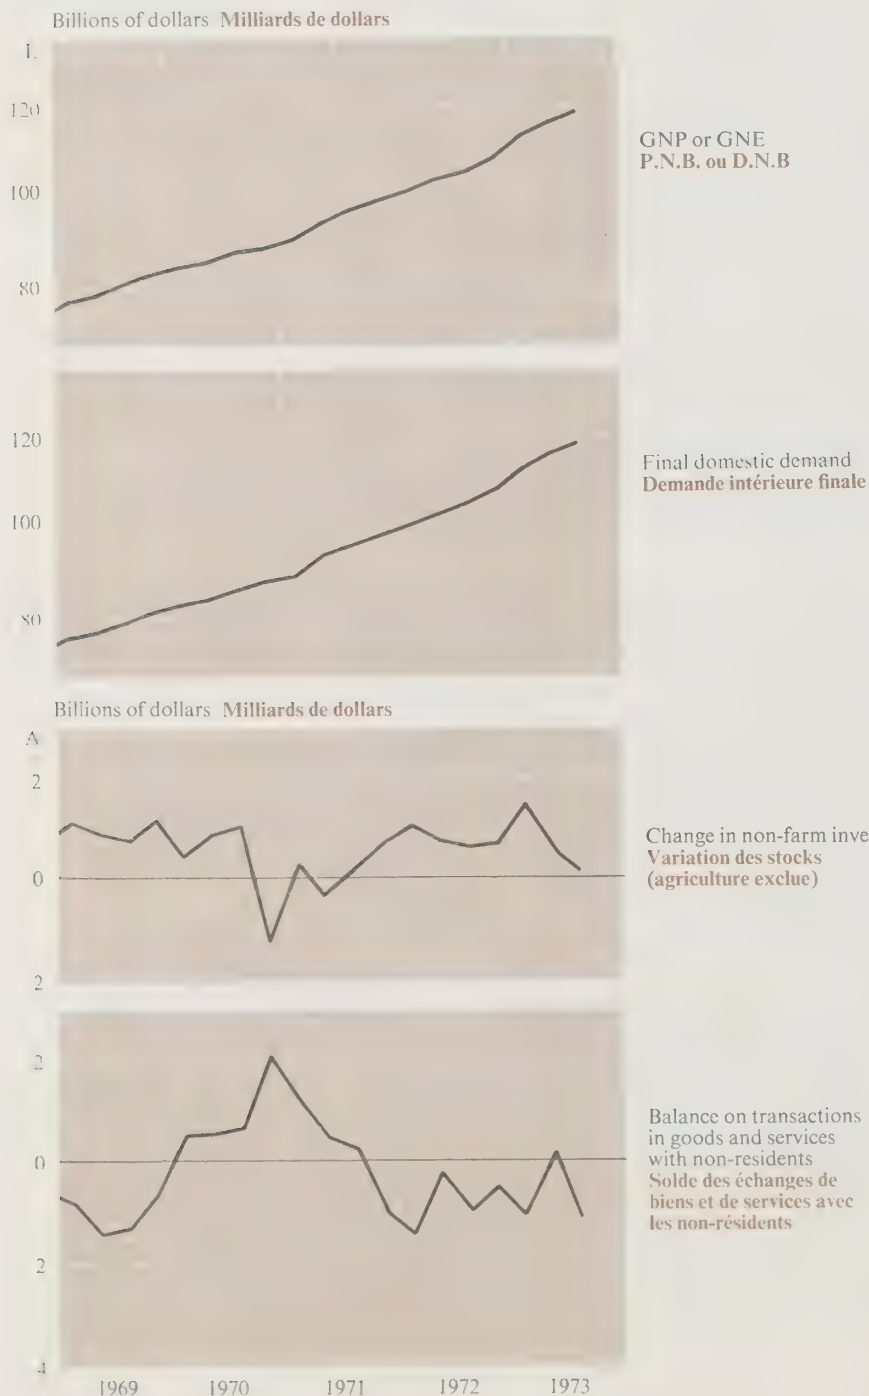 Billions of dollars Milliards de dollars
L
120
100
80
GNP or GNE
P.N.B. ou D.N.B
120
100
80
Final domestic demand
Demande intérieure finale
Billions of dollars Milliards de dollars
A
2
0
2
Change in non-farm inve
Variation des stocks
(agriculture exclue)
2
0
2
4
Balance on transactions
in goods and services
with non-residents
Solde des échanges de
biens et de services avec
les non-résidents
1969 1970 1971 1972 1973